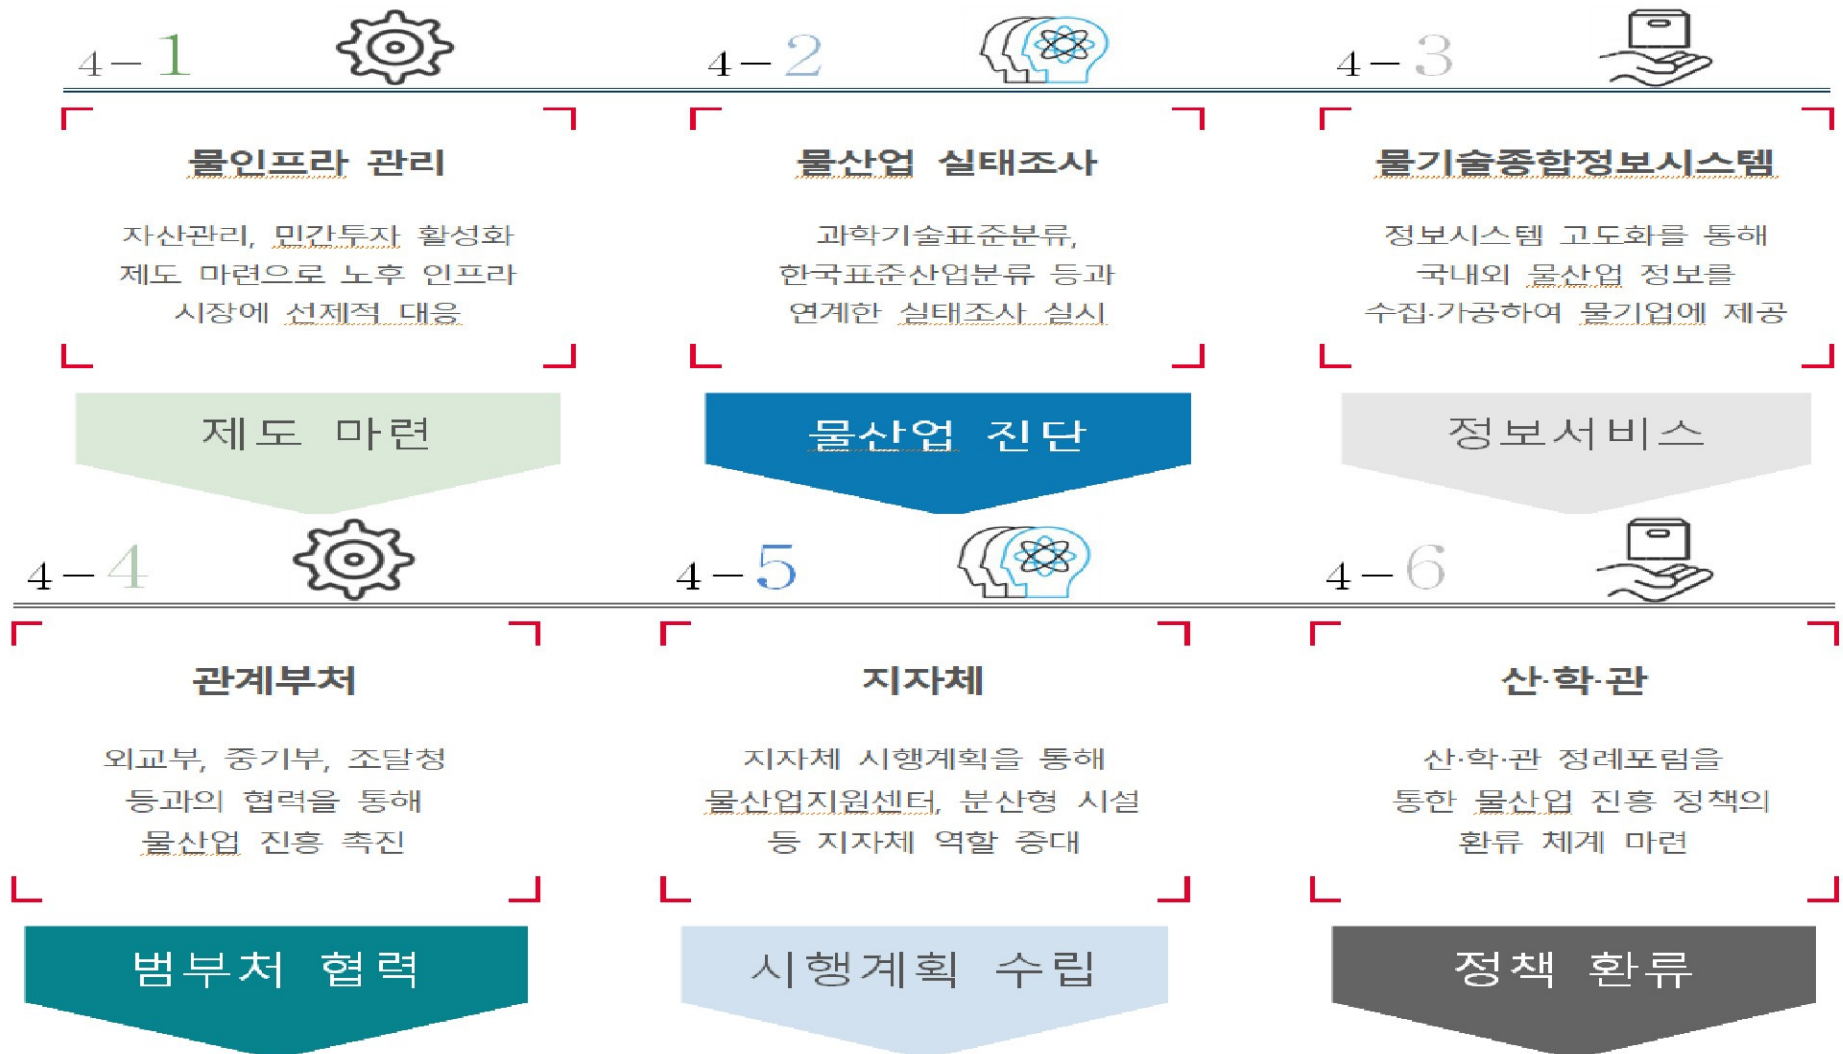 4-1
물인프라 관리
자산관리, 민간투자 활성화
제도 마련으로 노후 인프라
시장에 선제적 대응
제도 마련
4-2
물산업 실태조사
과학기술표준분류,
한국표준산업분류 등과
연계한 실태조사 실시
물산업 진단
4-3
물기술종합정보시스템
정보시스템 고도화를 통해
국내외 물산업 정보를
수집·가공하여 물기업에 제공
정보서비스
4-4
관계부처
외교부, 중기부, 조달청
등과의 협력을 통해
물산업 진흥 촉진
범부처 협력
4-5
지자체
지자체 시행계획을 통해
물산업지원센터, 분산형 시설
등 지자체 역할 증대
시행계획 수립
4-6
산·학·관
산·학·관 정례포럼을
통한 물산업 진흥 정책의
환류 체계 마련
정책 환류